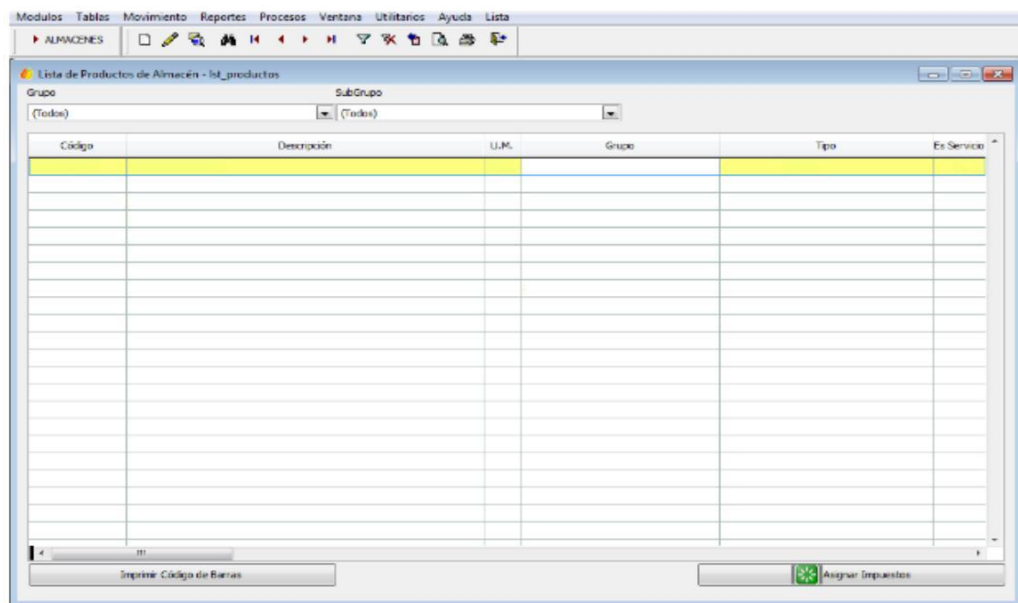 Modulos Tablas Movimiento Reportes Procesos Ventana Utilitarios Ayuda Lista
ALMACENES
Lista de Productos de Almacén - lst_productos
Grupo SubGrupo
(Todos) (Todos)
Código Descripción U.M. Grupo Tipo Es Servicio
Imprimir Código de Barras Asignar Impuestos